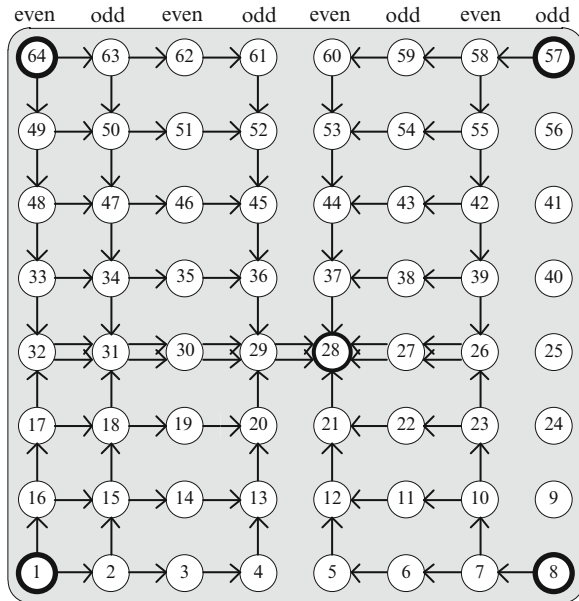 even odd even odd even odd even odd
64 63 62 61 60 59 58 57
49 50 51 52 53 54 55 56
48 47 46 45 44 43 42 41
33 34 35 36 37 38 39 40
32 31 30 29 28 27 26 25
17 18 19 20 21 22 23 24
16 15 14 13 12 11 10 9
1 2 3 4 5 6 7 8